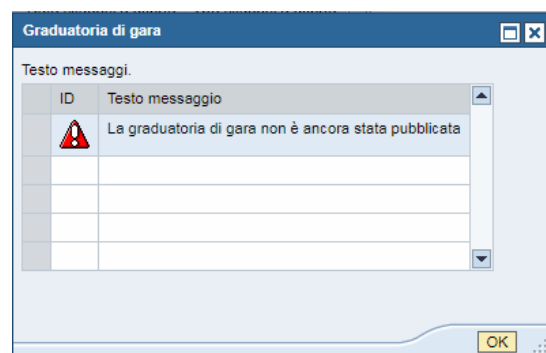 Graduatoria di gara
Testo messaggi.
ID Testo messaggio
La graduatoria di gara non è ancora stata pubblicata
OK